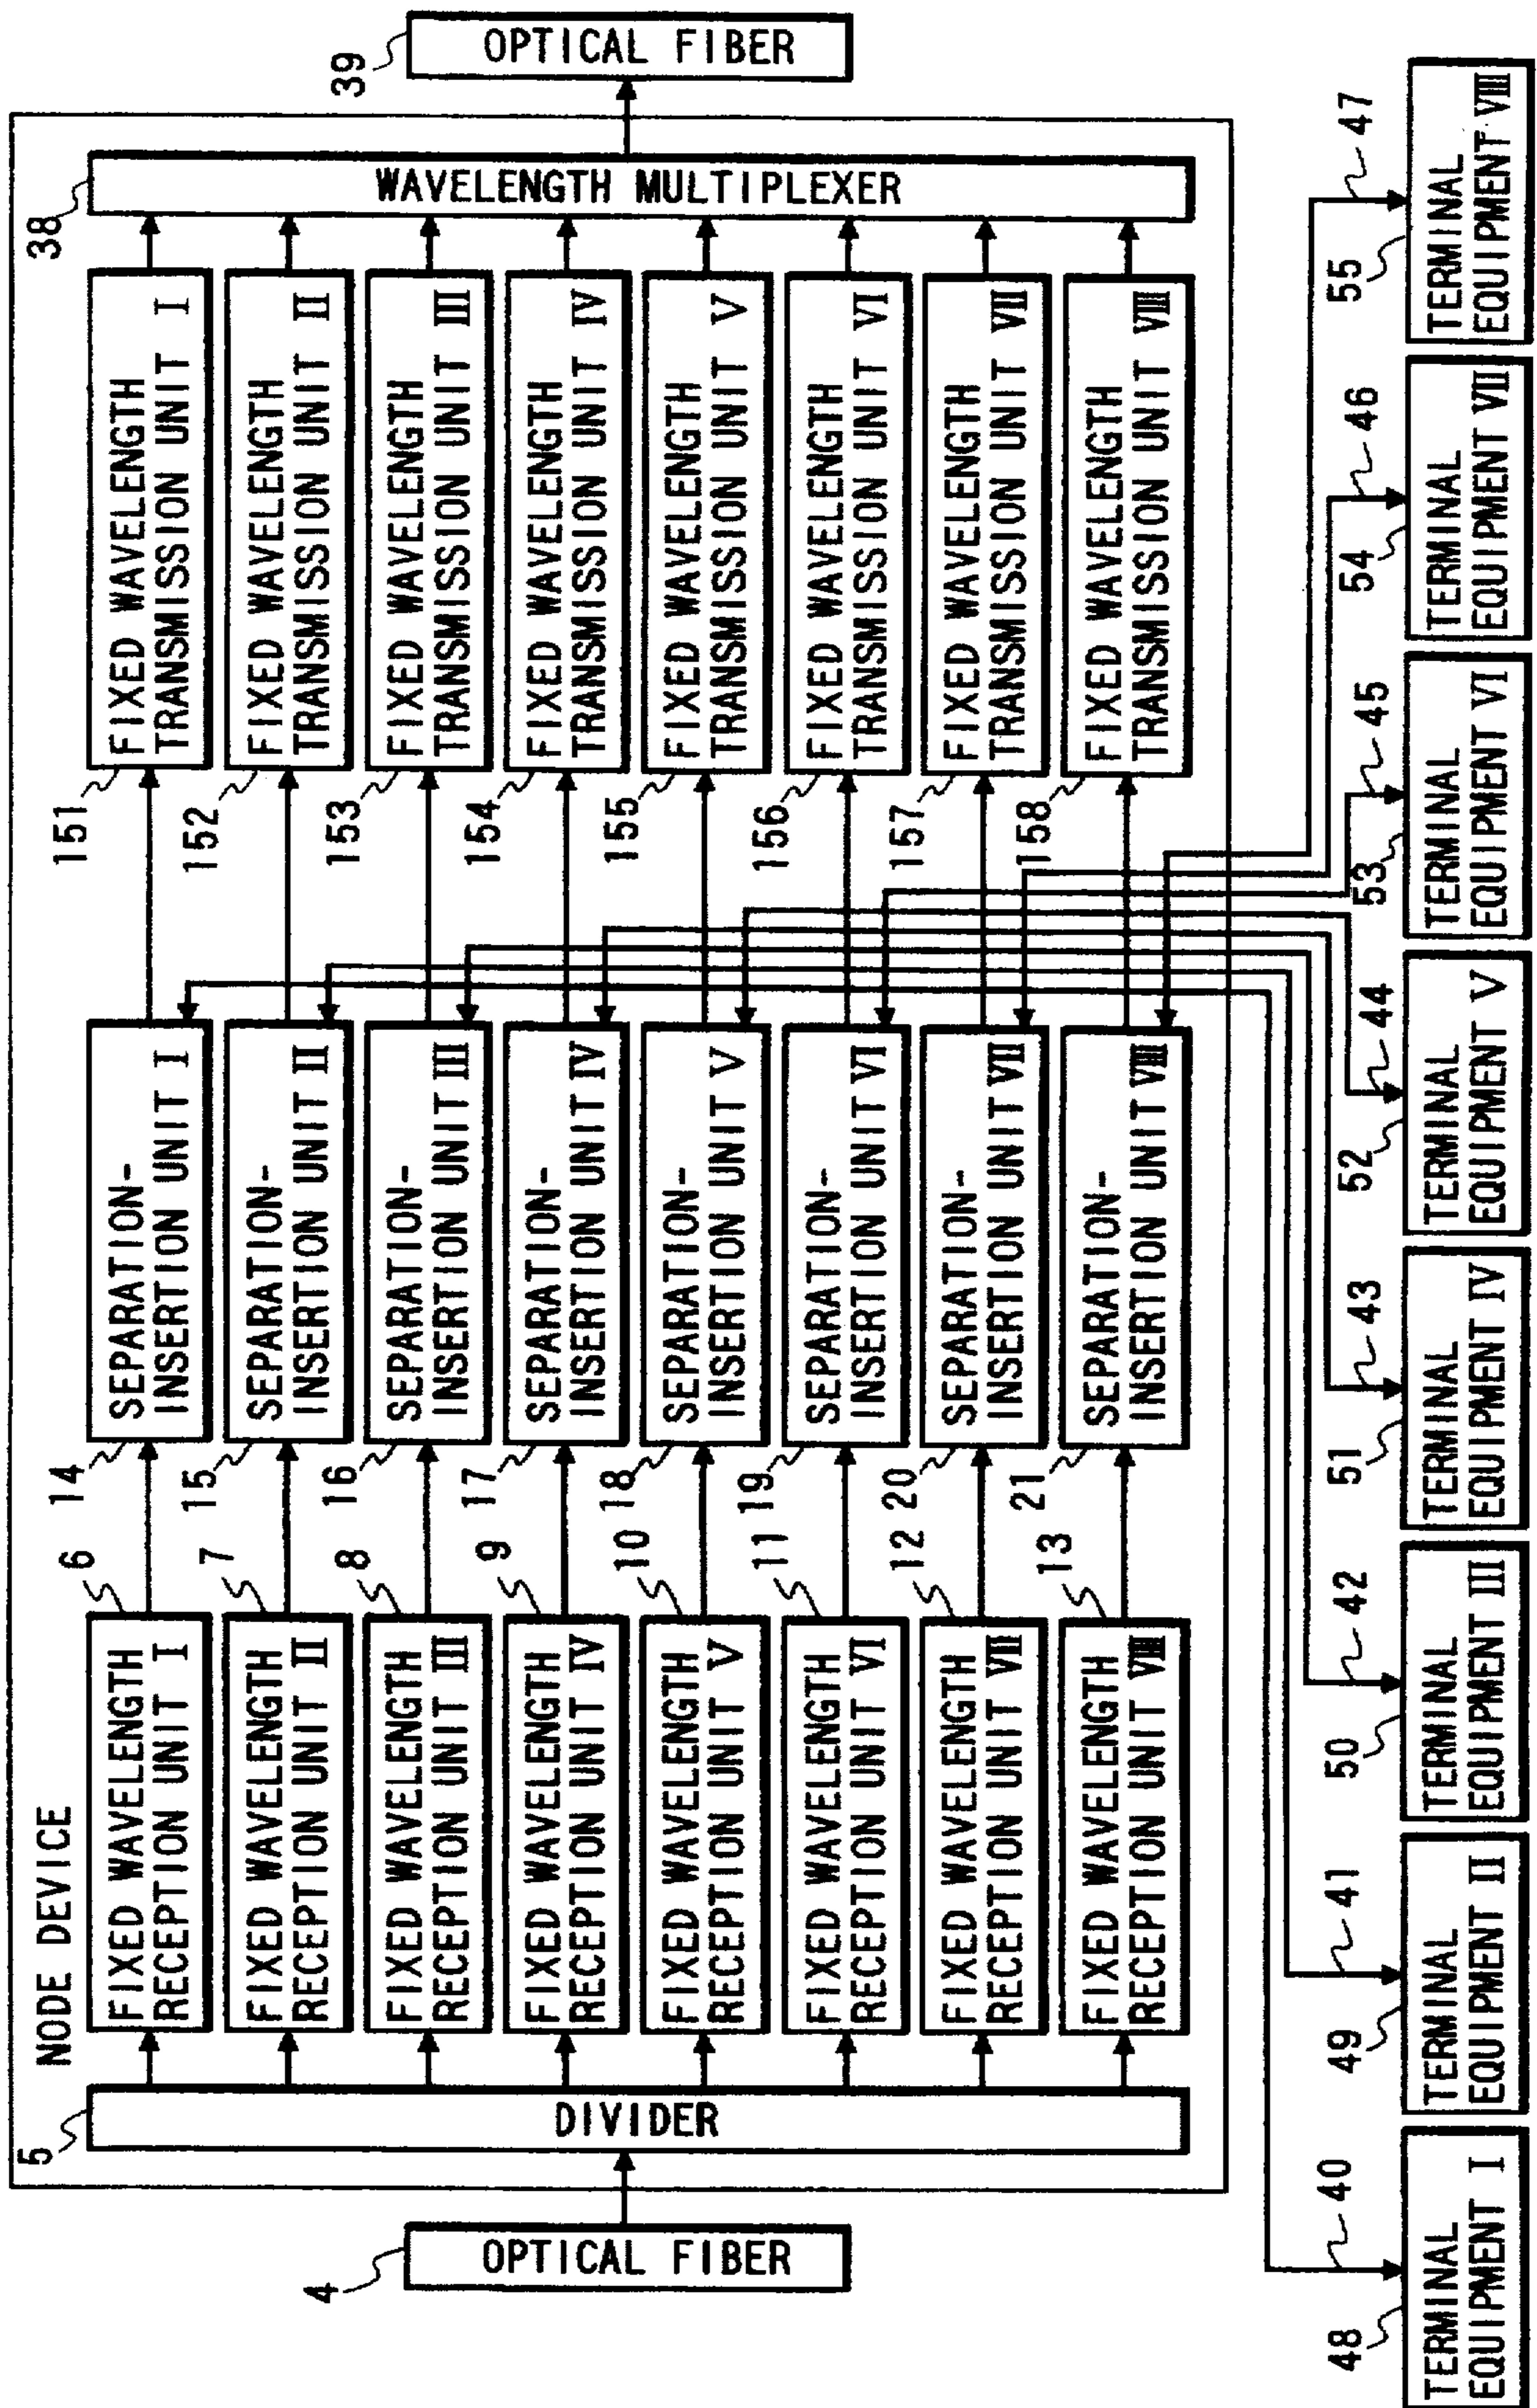 NODE DEVICE
4
OPTICAL FIBER
5
DIVIDER
FIXED WAVELENGTH
RECEPTION UNIT I
6
FIXED WAVELENGTH
RECEPTION UNIT II
7
FIXED WAVELENGTH
RECEPTION UNIT III
8
FIXED WAVELENGTH
RECEPTION UNIT IV
9
FIXED WAVELENGTH
RECEPTION UNIT V
10
FIXED WAVELENGTH
RECEPTION UNIT VI
11
FIXED WAVELENGTH
RECEPTION UNIT VII
12
FIXED WAVELENGTH
RECEPTION UNIT VIII
13
14
SEPARATION-
INSERTION UNIT I
15
SEPARATION-
INSERTION UNIT II
16
SEPARATION-
INSERTION UNIT III
17
SEPARATION-
INSERTION UNIT IV
18
SEPARATION-
INSERTION UNIT V
19
SEPARATION-
INSERTION UNIT VI
20
SEPARATION-
INSERTION UNIT VII
21
SEPARATION-
INSERTION UNIT VIII
151
FIXED WAVELENGTH
TRANSMISSION UNIT I
152
FIXED WAVELENGTH
TRANSMISSION UNIT II
153
FIXED WAVELENGTH
TRANSMISSION UNIT III
154
FIXED WAVELENGTH
TRANSMISSION UNIT IV
155
FIXED WAVELENGTH
TRANSMISSION UNIT V
156
FIXED WAVELENGTH
TRANSMISSION UNIT VI
157
FIXED WAVELENGTH
TRANSMISSION UNIT VII
158
FIXED WAVELENGTH
TRANSMISSION UNIT VIII
38
WAVELENGTH MULTIPLEXER
39
OPTICAL FIBER
40
48
TERMINAL
EQUIPMENT I
41
49
TERMINAL
EQUIPMENT II
42
50
TERMINAL
EQUIPMENT III
43
51
TERMINAL
EQUIPMENT IV
44
52
TERMINAL
EQUIPMENT V
45
53
TERMINAL
EQUIPMENT VI
46
54
TERMINAL
EQUIPMENT VII
47
55
TERMINAL
EQUIPMENT VIII